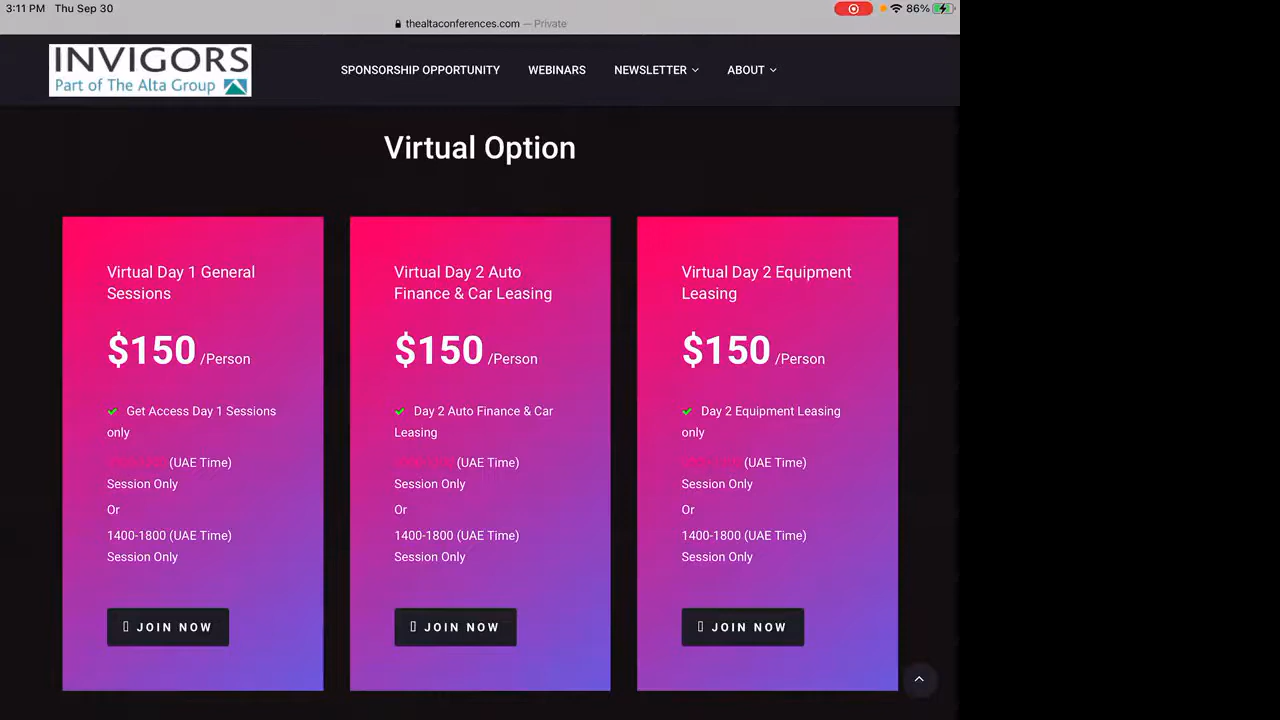 3:11 PM Thu Sep 30
86%
thealtaconferences.com — Private
INVIGORS
Part of The Alta Group
SPONSORSHIP OPPORTUNITY WEBINARS NEWSLETTER ABOUT
Virtual Option
Virtual Day 1 General
Sessions
$150 /Person
Get Access Day 1 Sessions
only
(UAE Time)
Session Only
Or
1400-1800 (UAE Time)
Session Only
JOIN NOW
Virtual Day 2 Auto
Finance & Car Leasing
$150 /Person
Day 2 Auto Finance & Car
Leasing
(UAE Time)
Session Only
Or
1400-1800 (UAE Time)
Session Only
JOIN NOW
Virtual Day 2 Equipment
Leasing
$150 /Person
Day 2 Equipment Leasing
only
(UAE Time)
Session Only
Or
1400-1800 (UAE Time)
Session Only
JOIN NOW